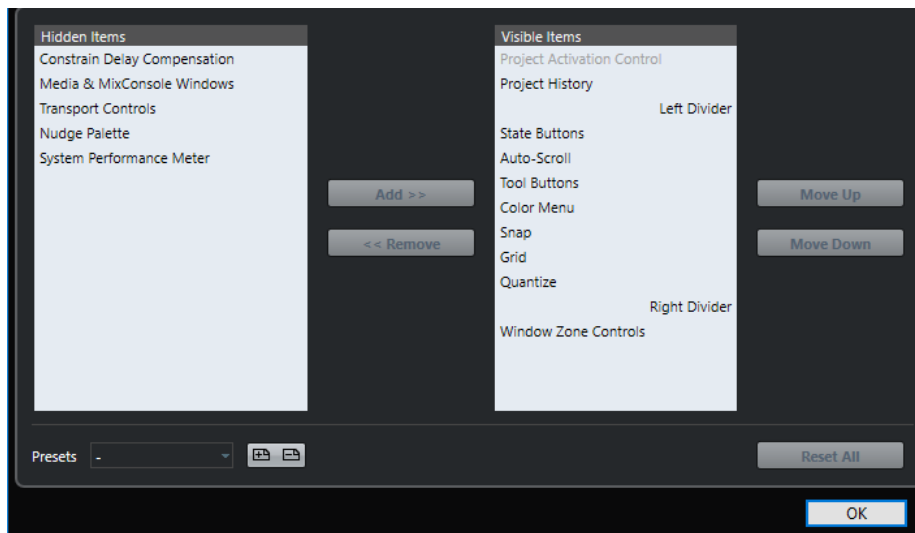 Hidden Items
Constrain Delay Compensation
Media & MixConsole Windows
Transport Controls
Nudge Palette
System Performance Meter
Add >>
<< Remove
Visible Items
Project Activation Control
Project History
Left Divider
State Buttons
Auto-Scroll
Tool Buttons
Color Menu
Snap
Grid
Quantize
Right Divider
Window Zone Controls
Move Up
Move Down
Presets -
Reset All
OK